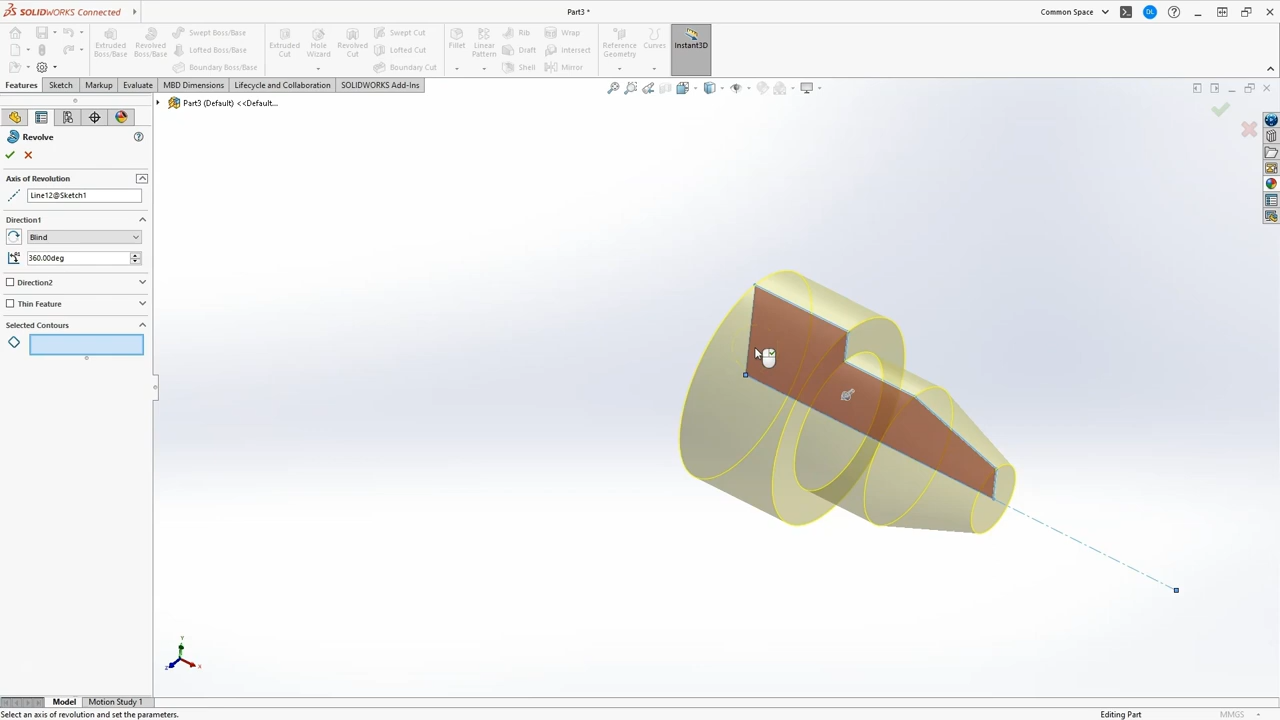 SOLIDWORKS Connected
Part3 *
Common Space
DL
Extruded Boss/Base
Revolved Boss/Base
Swept Boss/Base
Lofted Boss/Base
Boundary Boss/Base
Extruded Cut
Hole Wizard
Revolved Cut
Swept Cut
Lofted Cut
Boundary Cut
Fillet
Linear Pattern
Rib
Draft
Shell
Wrap
Intersect
Mirror
Reference Geometry
Curves
Instant3D
Features
Sketch
Markup
Evaluate
MBD Dimensions
Lifecycle and Collaboration
SOLIDWORKS Add-Ins
Part3 (Default) <<Default...
Revolve
Axis of Revolution
Line12@Sketch1
Direction1
Blind
360.00deg
Direction2
Thin Feature
Selected Contours
Y
Z
X
Model
Motion Study 1
Select an axis of revolution and set the parameters.
Editing Part
MMGS